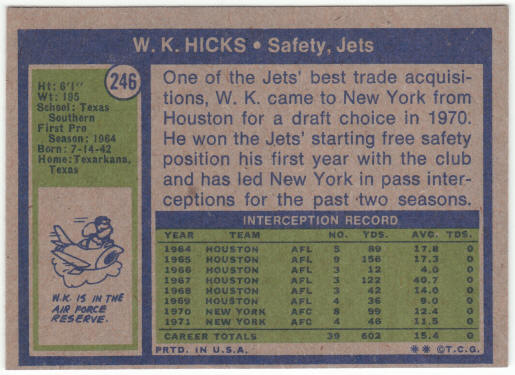 W. K. HICKS • Safety, Jets
246
Ht: 6'1"
Wt: 195
School: Texas
Southern
First Pro
Season: 1964
Born: 7-14-42
Home: Texarkana,
Texas
W.K. IS IN THE
AIR FORCE
RESERVE.
One of the Jets' best trade acquisi-
tions, W. K. came to New York from
Houston for a draft choice in 1970.
He won the Jets' starting free safety
position his first year with the club
and has led New York in pass inter-
ceptions for the past two seasons.
INTERCEPTION RECORD
YEAR TEAM NO. YDS. AVG. TDS.
1964 HOUSTON AFL 5 89 17.8 0
1965 HOUSTON AFL 9 156 17.3 0
1966 HOUSTON AFL 3 12 4.0 0
1967 HOUSTON AFL 3 122 40.7 0
1968 HOUSTON AFL 3 42 14.0 0
1969 HOUSTON AFL 4 36 9.0 0
1970 NEW YORK AFC 8 99 12.4 0
1971 NEW YORK AFC 4 46 11.5 0
CAREER TOTALS 39 602 15.4 0
PRTD. IN U.S.A. ** ©T.C.G.